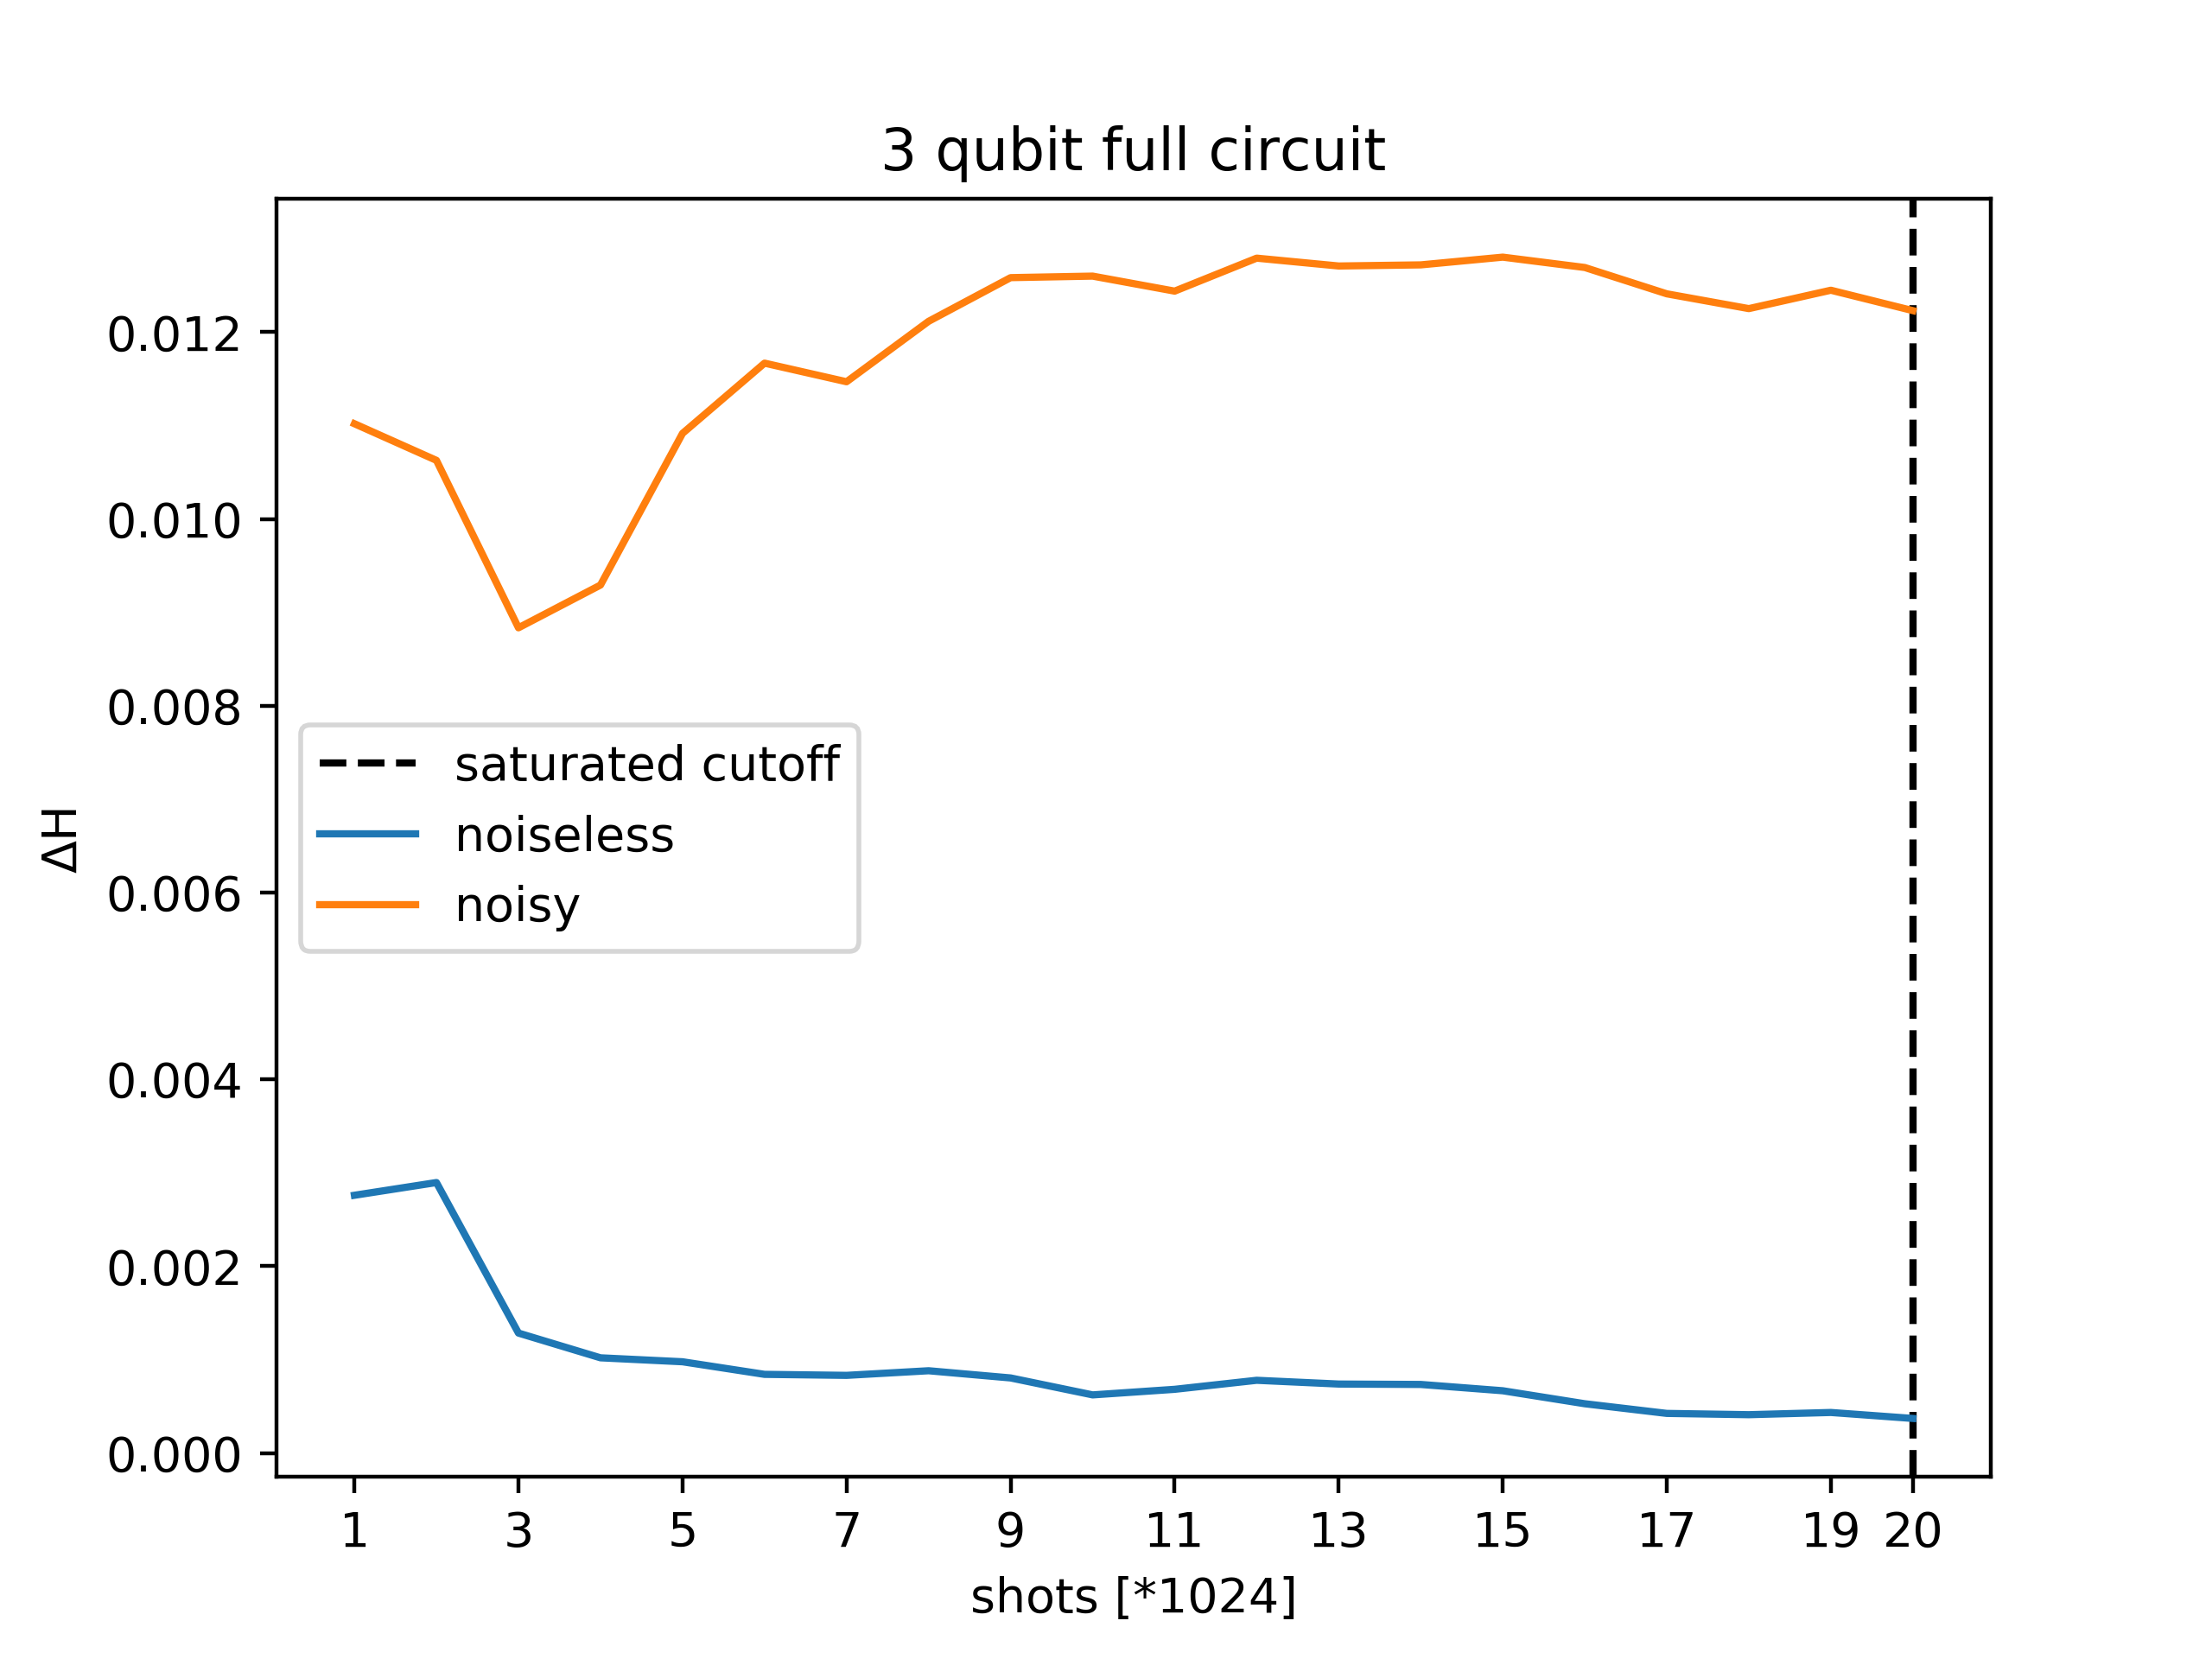 3 qubit full circuit
0.012
0.010
0.008
0.006
0.004
0.002
0.000
ΔH
saturated cutoff
noiseless
noisy
1 3 5 7 9 11 13 15 17 19 20
shots [*1024]